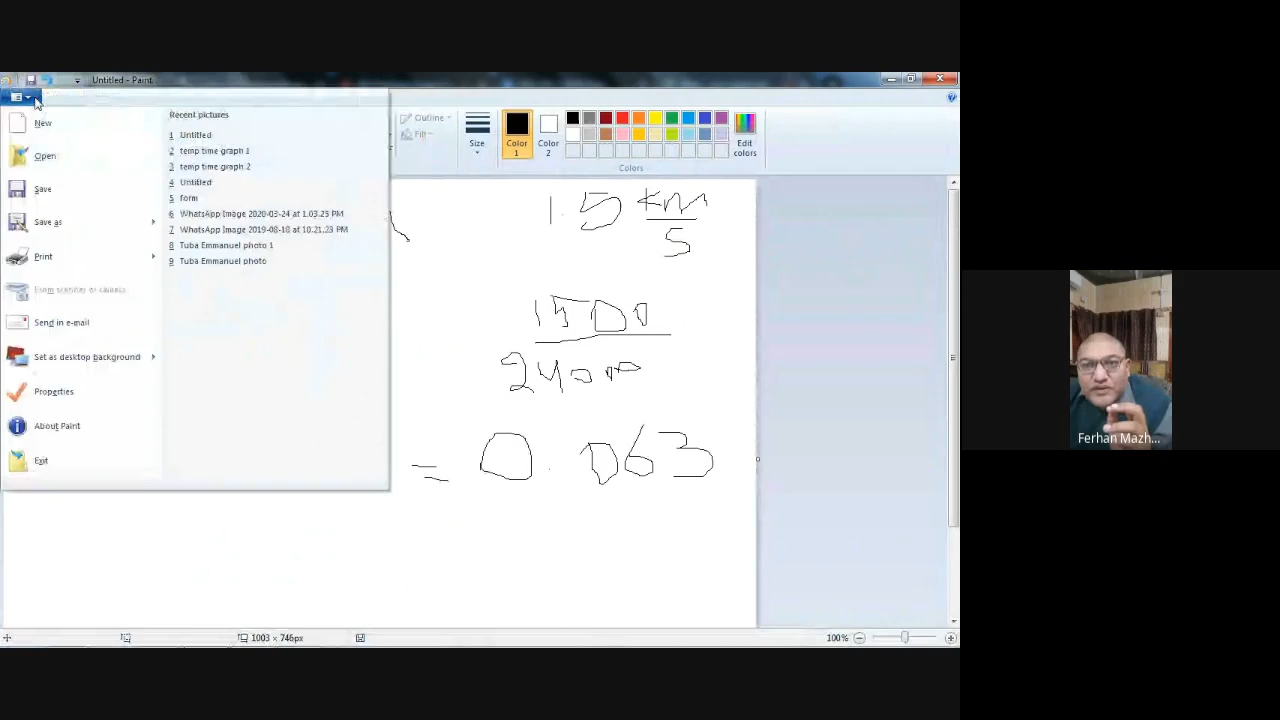 Untitled - Paint
New
Open
Save
Save as
Print
From scanner or camera
Send in e-mail
Set as desktop background
Properties
About Paint
Exit
Recent pictures
1 Untitled
2 temp time graph 1
3 temp time graph 2
4 Untitled
5 form
6 WhatsApp Image 2020-03-24 at 1.03.25 PM
7 WhatsApp Image 2019-08-18 at 10.21.23 PM
8 Tuba Emmanuel photo 1
9 Tuba Emmanuel photo
Outline
Fill
Size
Color 1
Color 2
Edit colors
Colors
1.5 km
5
1500
= 0.063
1003 × 746px
100%
Ferhan Mazh...